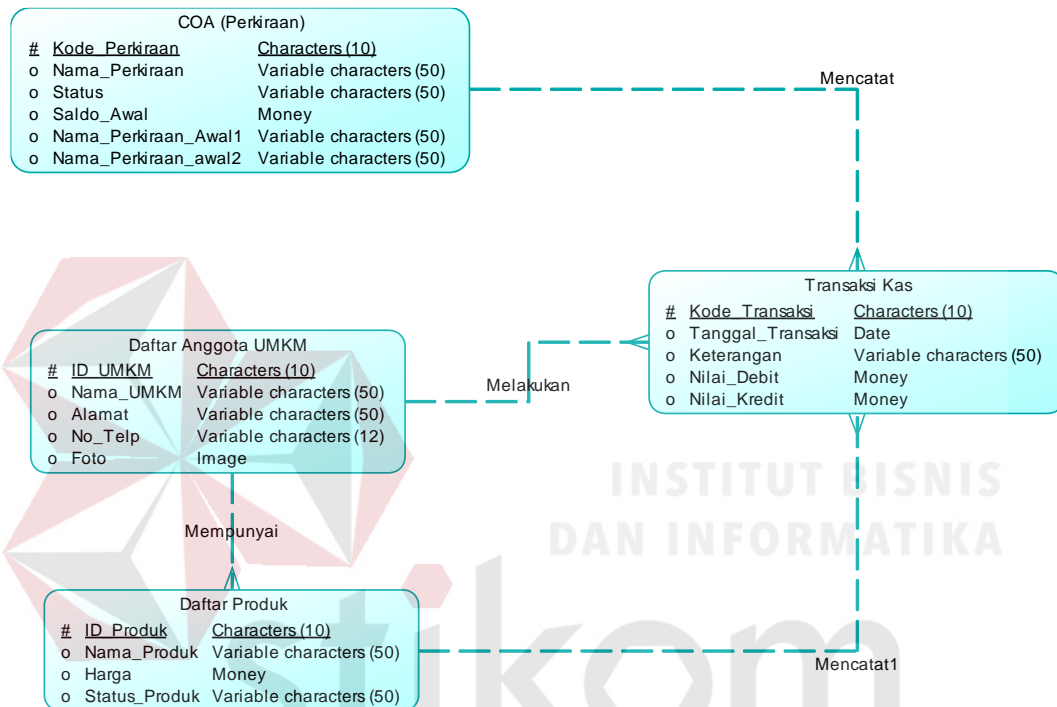 COA (Perkiraan)
# Kode_Perkiraan Characters (10)
o Nama_Perkiraan Variable characters (50)
o Status Variable characters (50)
o Saldo_Awal Money
o Nama_Perkiraan_Awal1 Variable characters (50)
o Nama_Perkiraan_awal2 Variable characters (50)
Mencatat
Transaksi Kas
# Kode_Transaksi Characters (10)
o Tanggal_Transaksi Date
o Keterangan Variable characters (50)
o Nilai_Debit Money
o Nilai_Kredit Money
Daftar Anggota UMKM
# ID_UMKM Characters (10)
o Nama_UMKM Variable characters (50)
o Alamat Variable characters (50)
o No_Telp Variable characters (12)
o Foto Image
Melakukan
INSTITUT BISNIS
DAN INFORMATIKA
Mempunyai
Daftar Produk
# ID_Produk Characters (10)
o Nama_Produk Variable characters (50)
o Harga Money
o Status_Produk Variable characters (50)
Mencatat1
stikom